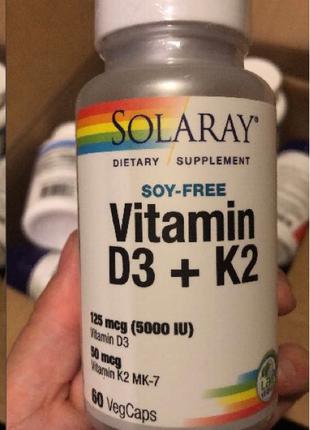 SOLARAY®
DIETARY SUPPLEMENT
SOY-FREE
Vitamin
D3 + K2
125 mcg (5000 IU)
Vitamin D3
50 mcg
Vitamin K2 MK-7
60 VegCaps